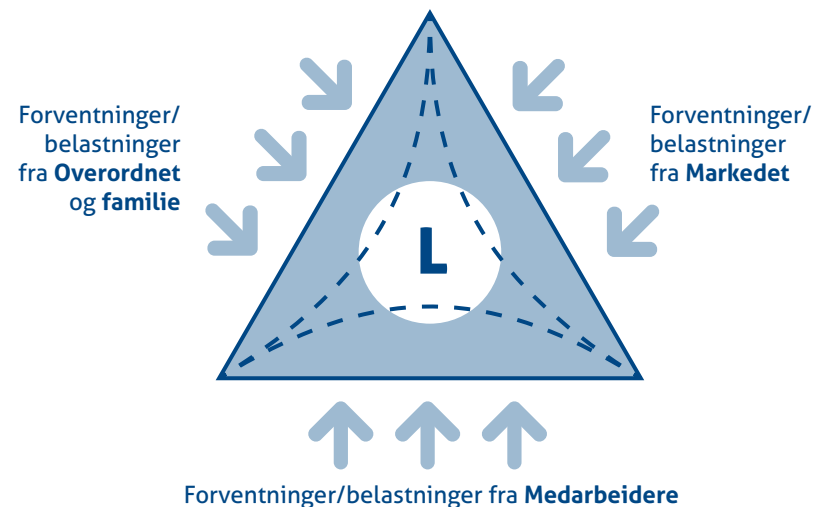 Forventninger/
belastninger
fra Overordnet
og familie
Forventninger/
belastninger
fra Markedet
L
Forventninger/belastninger fra Medarbeidere